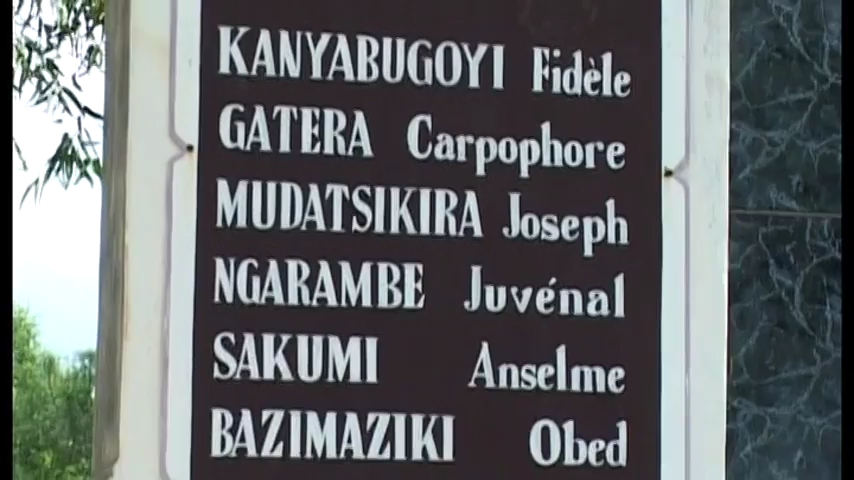 KANYABUGOYI Fidèle
GATERA Carpophore
MUDATSIKIRA Joseph
NGARAMBE Juvénal
SAKUMI Anselme
BAZIMAZIKI Obed